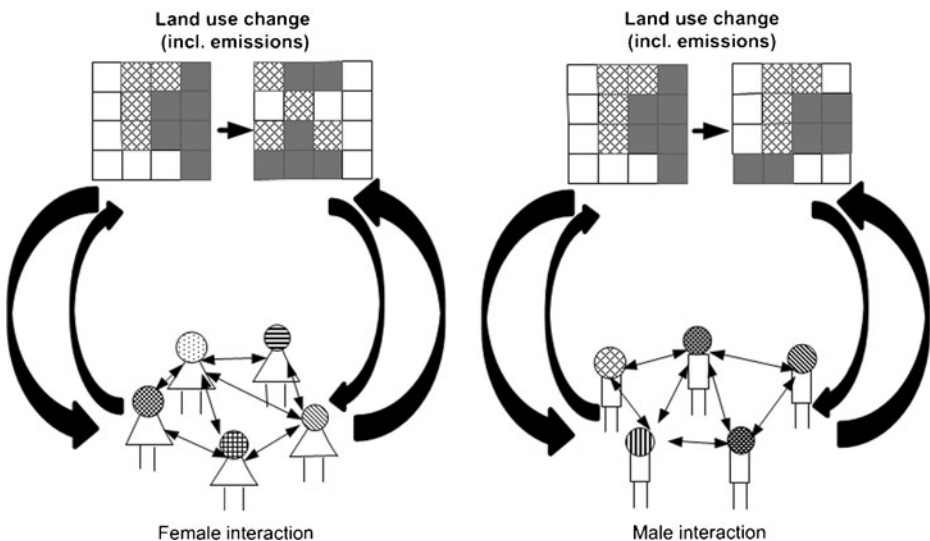 Land use change
(incl. emissions)
Land use change
(incl. emissions)
Female interaction
Male interaction